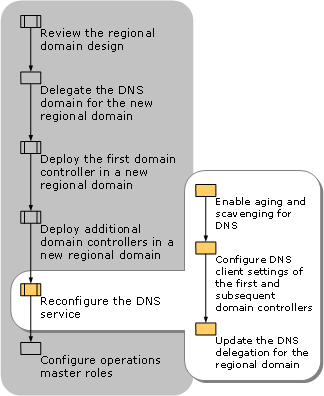 Review the regional
domain design
Delegate the DNS
domain for the new
regional domain
Deploy the first domain
controller in a new
regional domain
Deploy additional
domain controllers in a
new regional domain
Reconfigure the DNS
service
Configure operations
master roles
Enable aging and
scavenging for
DNS
Configure DNS
client settings of
the first and
subsequent
domain controllers
Update the DNS
delegation for the
regional domain